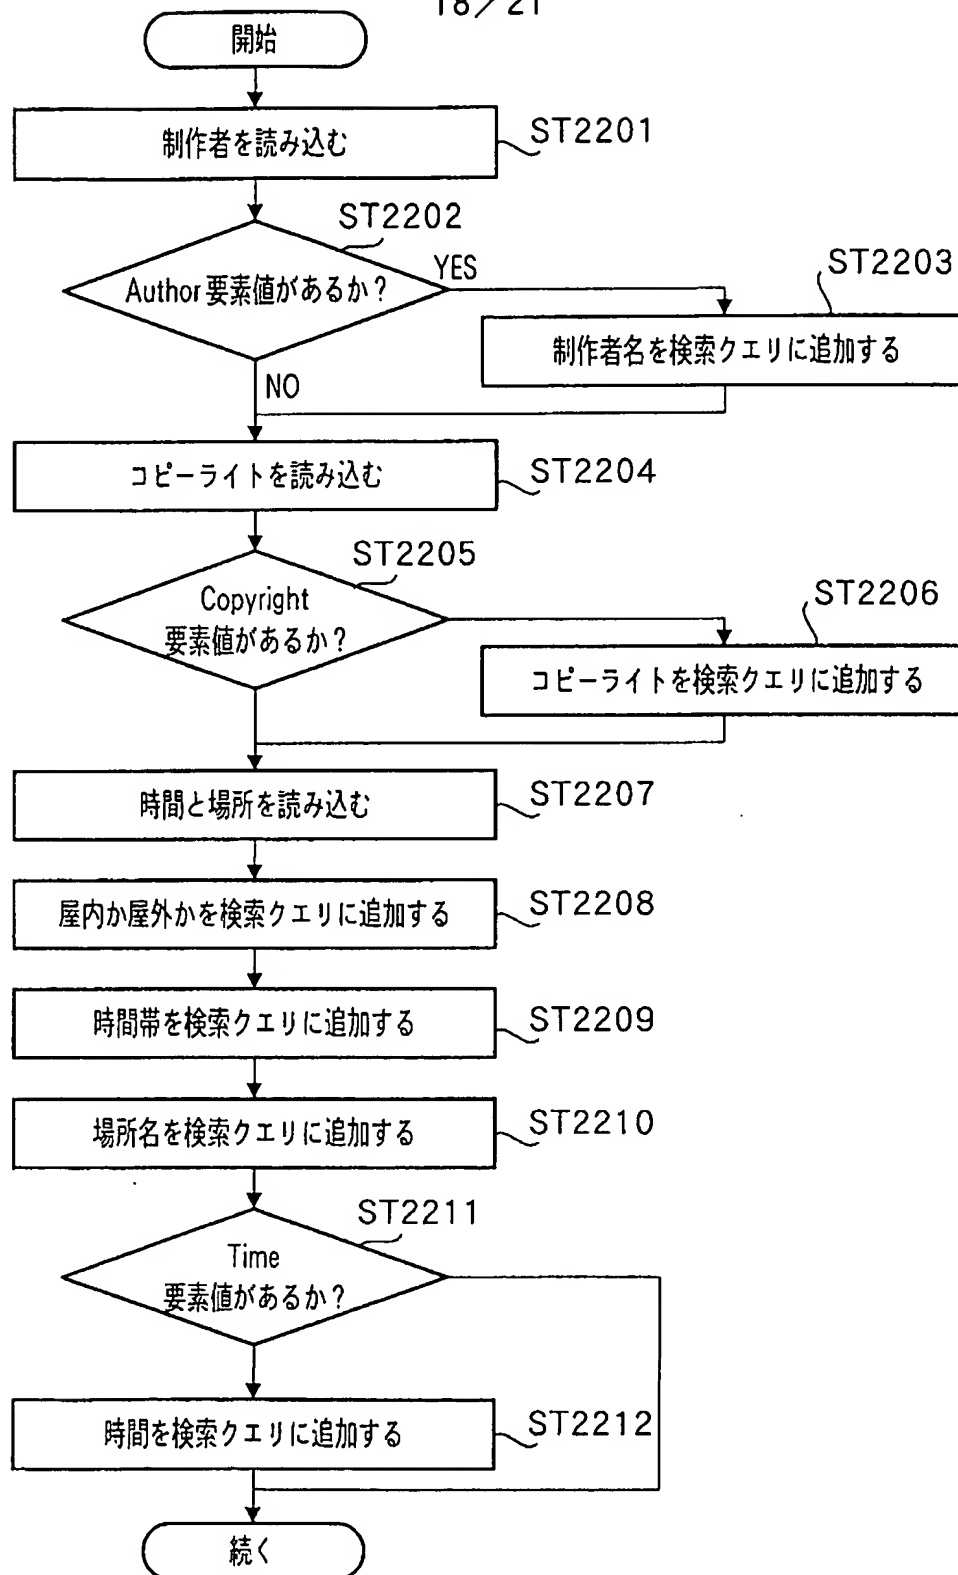 18/21
開始
制作者を読み込む
ST2201
ST2202
Author要素値があるか?
YES
ST2203
制作者名を検索クエリに追加する
NO
コピーライトを読み込む
ST2204
ST2205
Copyright
要素値があるか?
ST2206
コピーライトを検索クエリに追加する
時間と場所を読み込む
ST2207
屋内か屋外かを検索クエリに追加する
ST2208
時間帯を検索クエリに追加する
ST2209
場所名を検索クエリに追加する
ST2210
ST2211
Time
要素値があるか?
時間を検索クエリに追加する
ST2212
続く